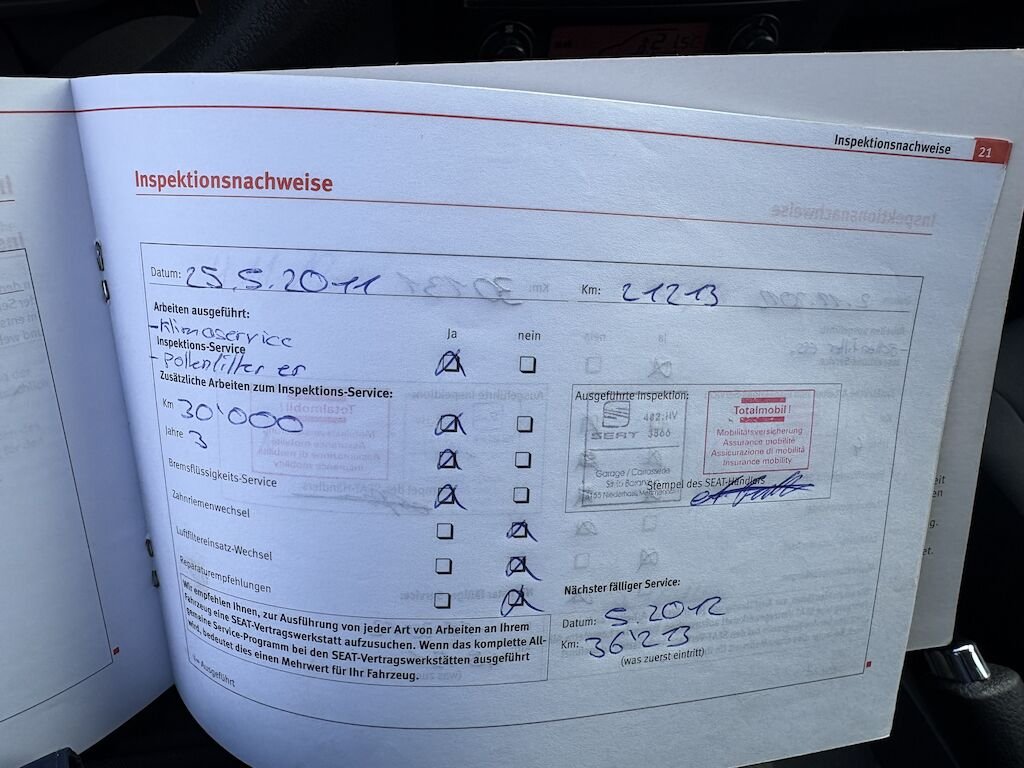 Inspektionsnachweise 21
Inspektionsnachweise
Datum: 25.5.2011 Km: 21213
Arbeiten ausgeführt:
- Klimaservice
Ja nein
Inspektions-Service
- pollenfilter er
Zusätzliche Arbeiten zum Inspektions-Service:
Km 30'000
Jahre 3
Bremsflüssigkeits-Service
Zahnriemenwechsel
Luftfiltereinsatz-Wechsel
Reparaturempfehlungen
Wir empfehlen Ihnen, zur Ausführung von jeder Art von Arbeiten an Ihrem
Fahrzeug eine SEAT-Vertragswerkstatt aufzusuchen. Wenn das komplette All-
gemeine Service-Programm bei den SEAT-Vertragswerkstätten ausgeführt
wird, bedeutet dies einen Mehrwert für Ihr Fahrzeug.
= Ausgeführt
Ausgeführte Inspektion:
SEAT
3866
Garage / Carrosserie
Totalmobil!
Mobilitätsversicherung
Assurance mobilité
Assicurazione di mobilità
Insurance mobility
Stempel des SEAT-Händlers
Nächster fälliger Service:
Datum: 5.2012
Km: 36'213
(was zuerst eintritt)